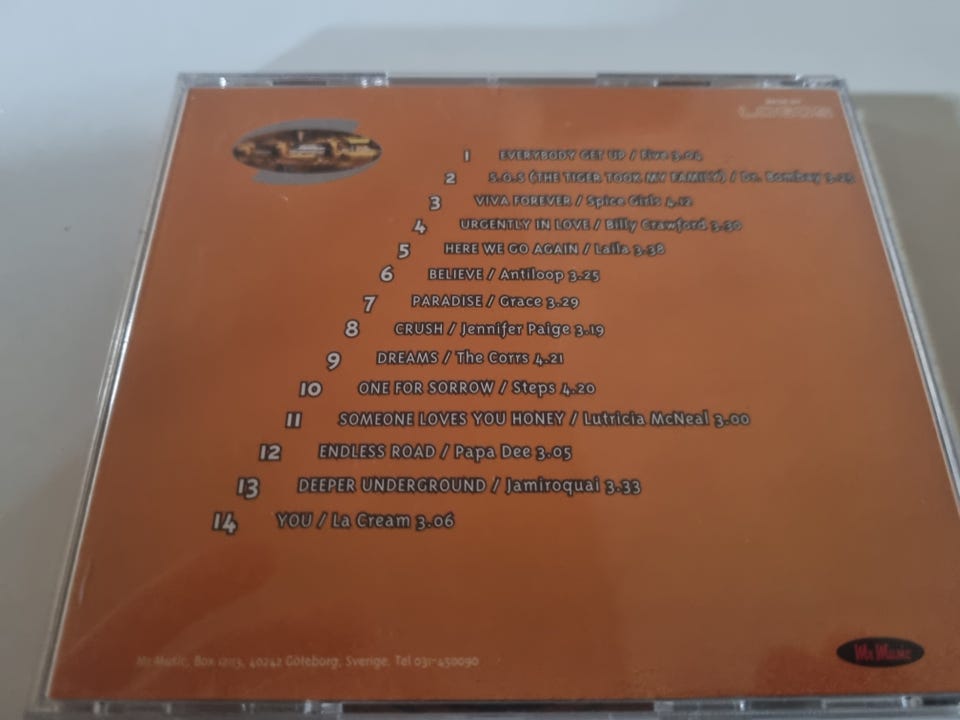 LOGOS
1 EVERYBODY GET UP / Five 3.04
2 S.O.S (THE TIGER TOOK MY FAMILY) / Dr. Bombay 3:25
3 VIVA FOREVER / Spice Girls 4.12
4 URGENTLY IN LOVE / Billy Crawford 3.30
5 HERE WE GO AGAIN / Laila 3.38
6 BELIEVE / Antiloop 3.25
7 PARADISE / Grace 3.29
8 CRUSH / Jennifer Paige 3.19
9 DREAMS / The Corrs 4.21
10 ONE FOR SORROW / Steps 4.20
11 SOMEONE LOVES YOU HONEY / Lutricia McNeal 3.00
12 ENDLESS ROAD / Papa Dee 3.05
13 DEEPER UNDERGROUND / Jamiroquai 3.33
14 YOU / La Cream 3.06
Mr Music, Box 12113, 40242 Göteborg, Sverige. Tel 031-450090
Mr Music